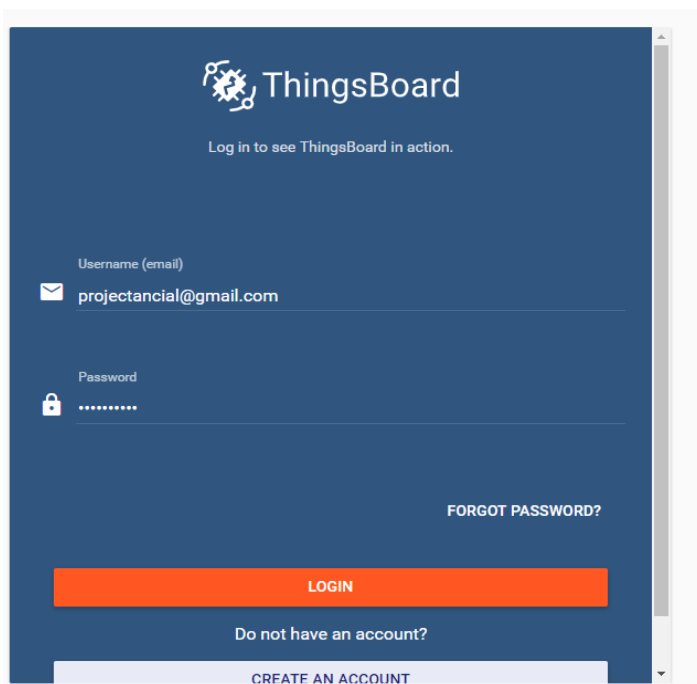 ThingsBoard
Log in to see ThingsBoard in action.
Username (email)
projectancial@gmail.com
Password
••••••••••
FORGOT PASSWORD?
LOGIN
Do not have an account?
CREATE AN ACCOUNT